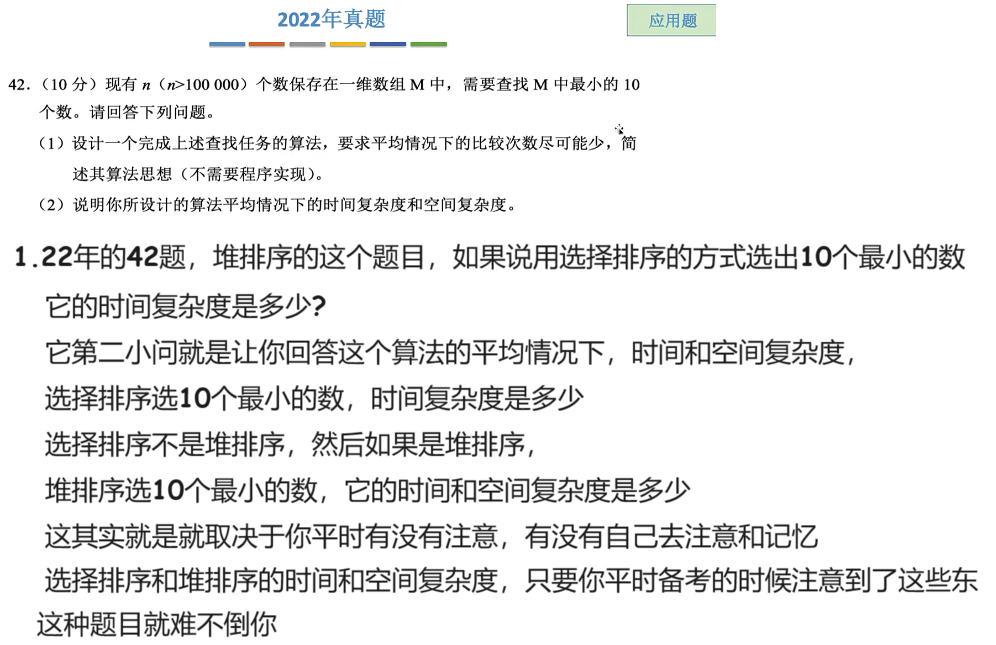 2022年真题
应用题
42.（10 分）现有 n（n>100 000）个数保存在一维数组 M 中，需要查找 M 中最小的 10
个数。请回答下列问题。
（1）设计一个完成上述查找任务的算法，要求平均情况下的比较次数尽可能少，简
述其算法思想（不需要程序实现）。
（2）说明你所设计的算法平均情况下的时间复杂度和空间复杂度。
1.22年的42题，堆排序的这个题目，如果说用选择排序的方式选出10个最小的数
它的时间复杂度是多少?
它第二小问就是让你回答这个算法的平均情况下，时间和空间复杂度，
选择排序选10个最小的数，时间复杂度是多少
选择排序不是堆排序，然后如果是堆排序，
堆排序选10个最小的数，它的时间和空间复杂度是多少
这其实就是就取决于你平时有没有注意，有没有自己去注意和记忆
选择排序和堆排序的时间和空间复杂度，只要你平时备考的时候注意到了这些东
这种题目就难不倒你